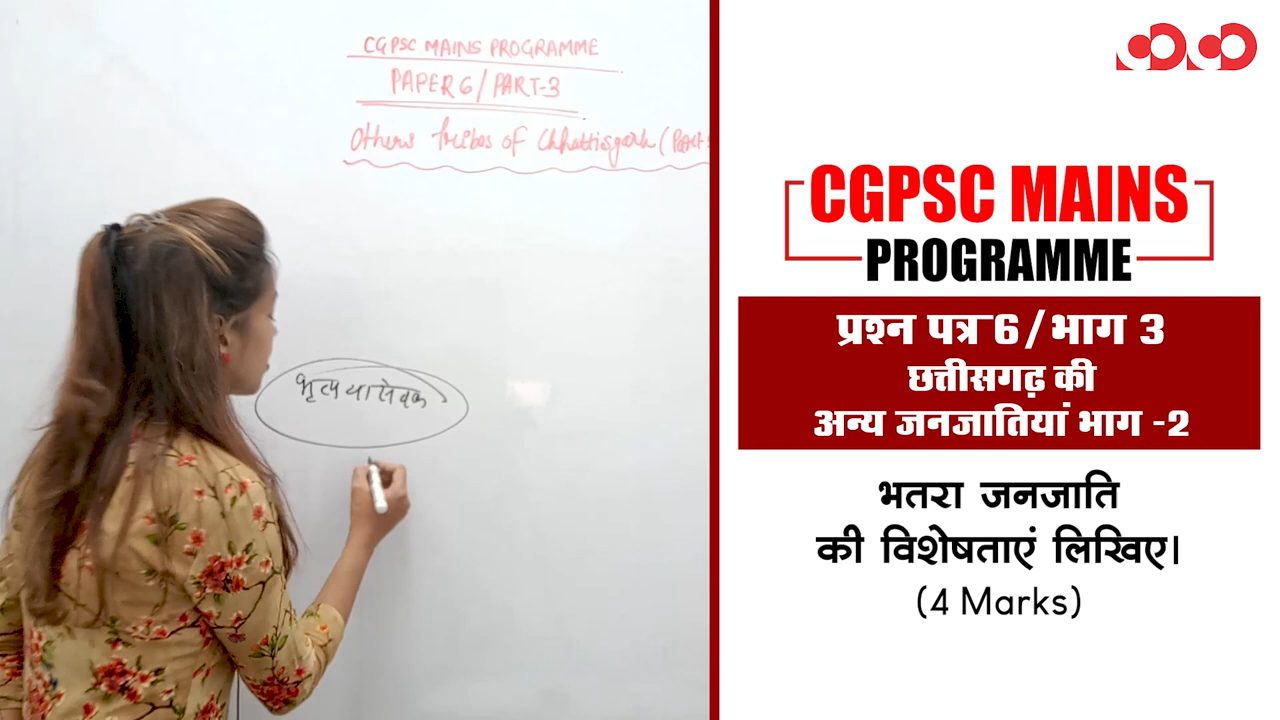 CGPSC MAINS PROGRAMME
PAPER 6 / PART-3
Others Tribes of Chhattisgarh (Part
भृत्य या सेवक
CGPSC MAINS
PROGRAMME
प्रश्न पत्र 6 / भाग 3
छत्तीसगढ़ की
अन्य जनजातियां भाग -2
भतरा जनजाति
की विशेषताएं लिखिए।
(4 Marks)